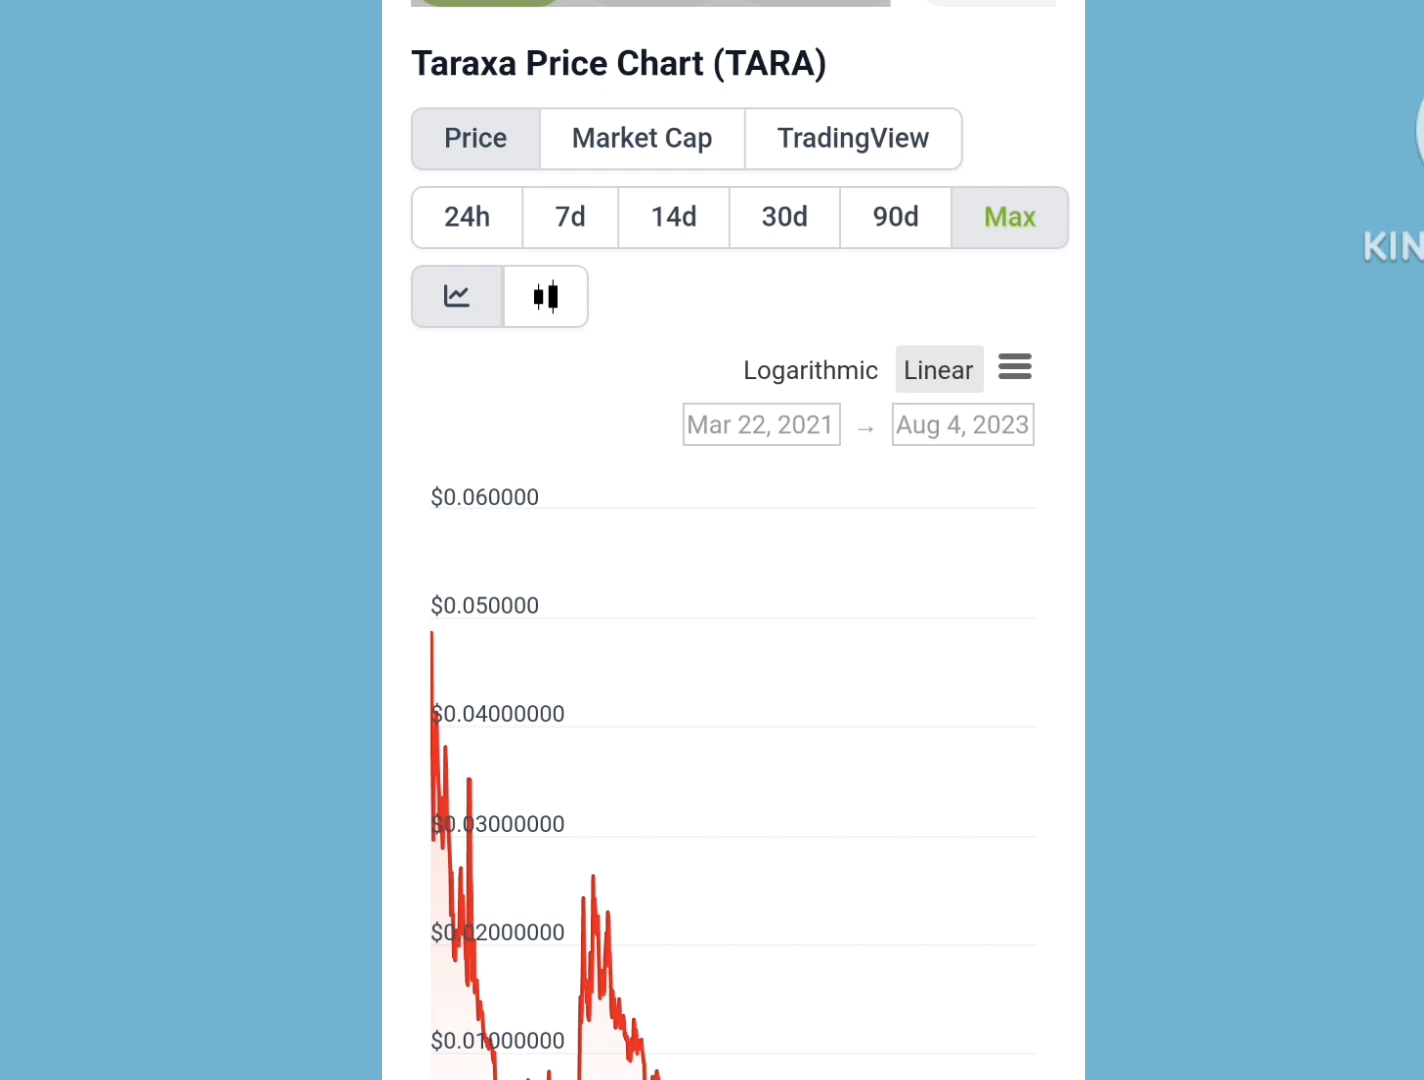 Taraxa Price Chart (TARA)
Price Market Cap TradingView
24h 7d 14d 30d 90d Max
Logarithmic Linear
Mar 22, 2021 → Aug 4, 2023
$0.060000
$0.050000
$0.04000000
$0.03000000
$0.02000000
$0.01000000
KIN